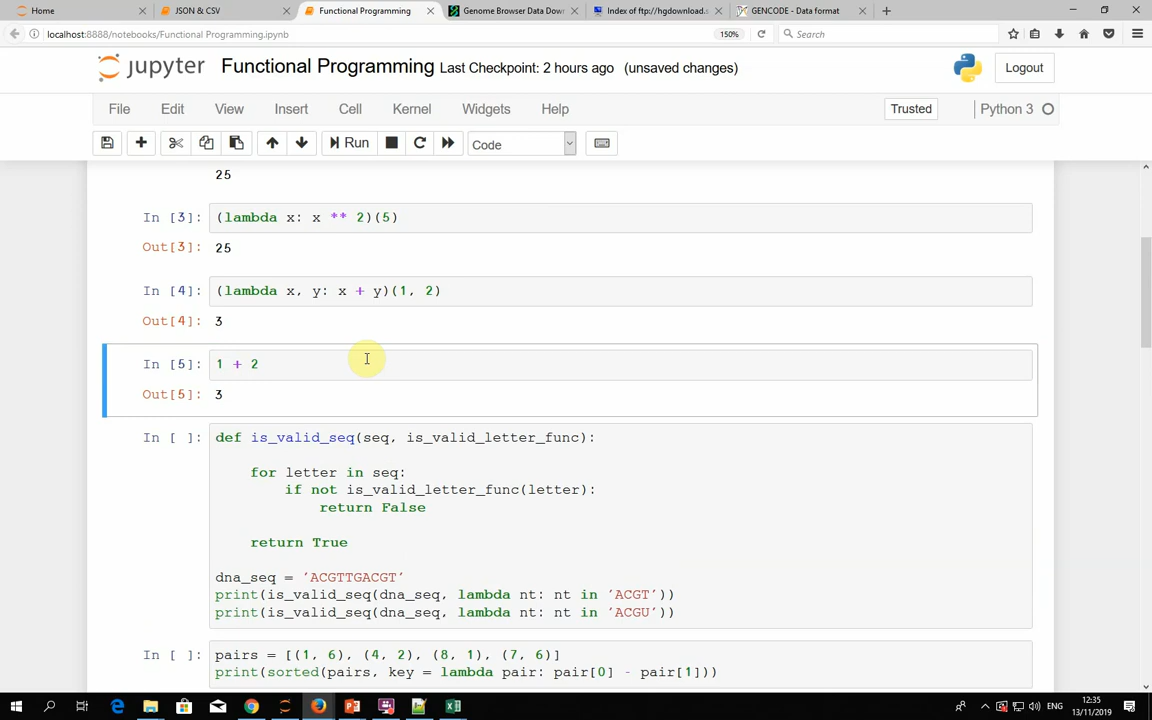 Home
JSON & CSV
Functional Programming
Genome Browser Data Dow
Index of ftp://hgdownload.s
GENCODE - Data format
localhost:8888/notebooks/Functional Programming.ipynb
150%
Search
jupyter
Functional Programming Last Checkpoint: 2 hours ago (unsaved changes)
Logout
File Edit View Insert Cell Kernel Widgets Help
Trusted
Python 3
Run
Code
25
In [3]: (lambda x: x ** 2)(5)
Out[3]: 25
In [4]: (lambda x, y: x + y)(1, 2)
Out[4]: 3
In [5]: 1 + 2
Out[5]: 3
In [ ]: def is_valid_seq(seq, is_valid_letter_func):
for letter in seq:
if not is_valid_letter_func(letter):
return False
return True
dna_seq = 'ACGTTGACGT'
print(is_valid_seq(dna_seq, lambda nt: nt in 'ACGT'))
print(is_valid_seq(dna_seq, lambda nt: nt in 'ACGU'))
In [ ]: pairs = [(1, 6), (4, 2), (8, 1), (7, 6)]
print(sorted(pairs, key = lambda pair: pair[0] - pair[1]))
ENG
12:35
13/11/2019